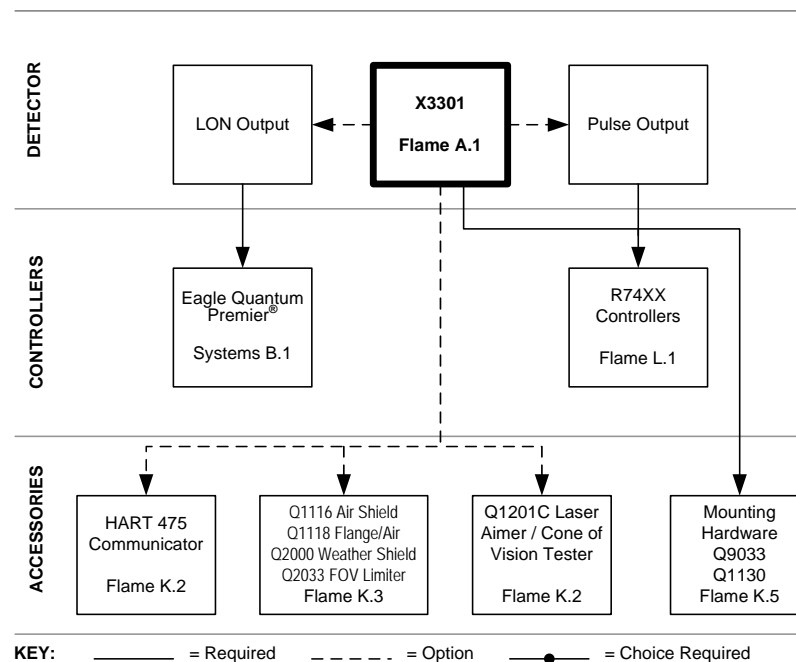 DETECTOR
LON Output
X3301
Flame A.1
Pulse Output
CONTROLLERS
Eagle Quantum
Premier®
Systems B.1
R74XX
Controllers
Flame L.1
ACCESSORIES
HART 475
Communicator
Flame K.2
Q1116 Air Shield
Q1118 Flange/Air
Q2000 Weather Shield
Q2033 FOV Limiter
Flame K.3
Q1201C Laser
Aimer / Cone of
Vision Tester
Flame K.2
Mounting
Hardware
Q9033
Q1130
Flame K.5
KEY: = Required = Option = Choice Required